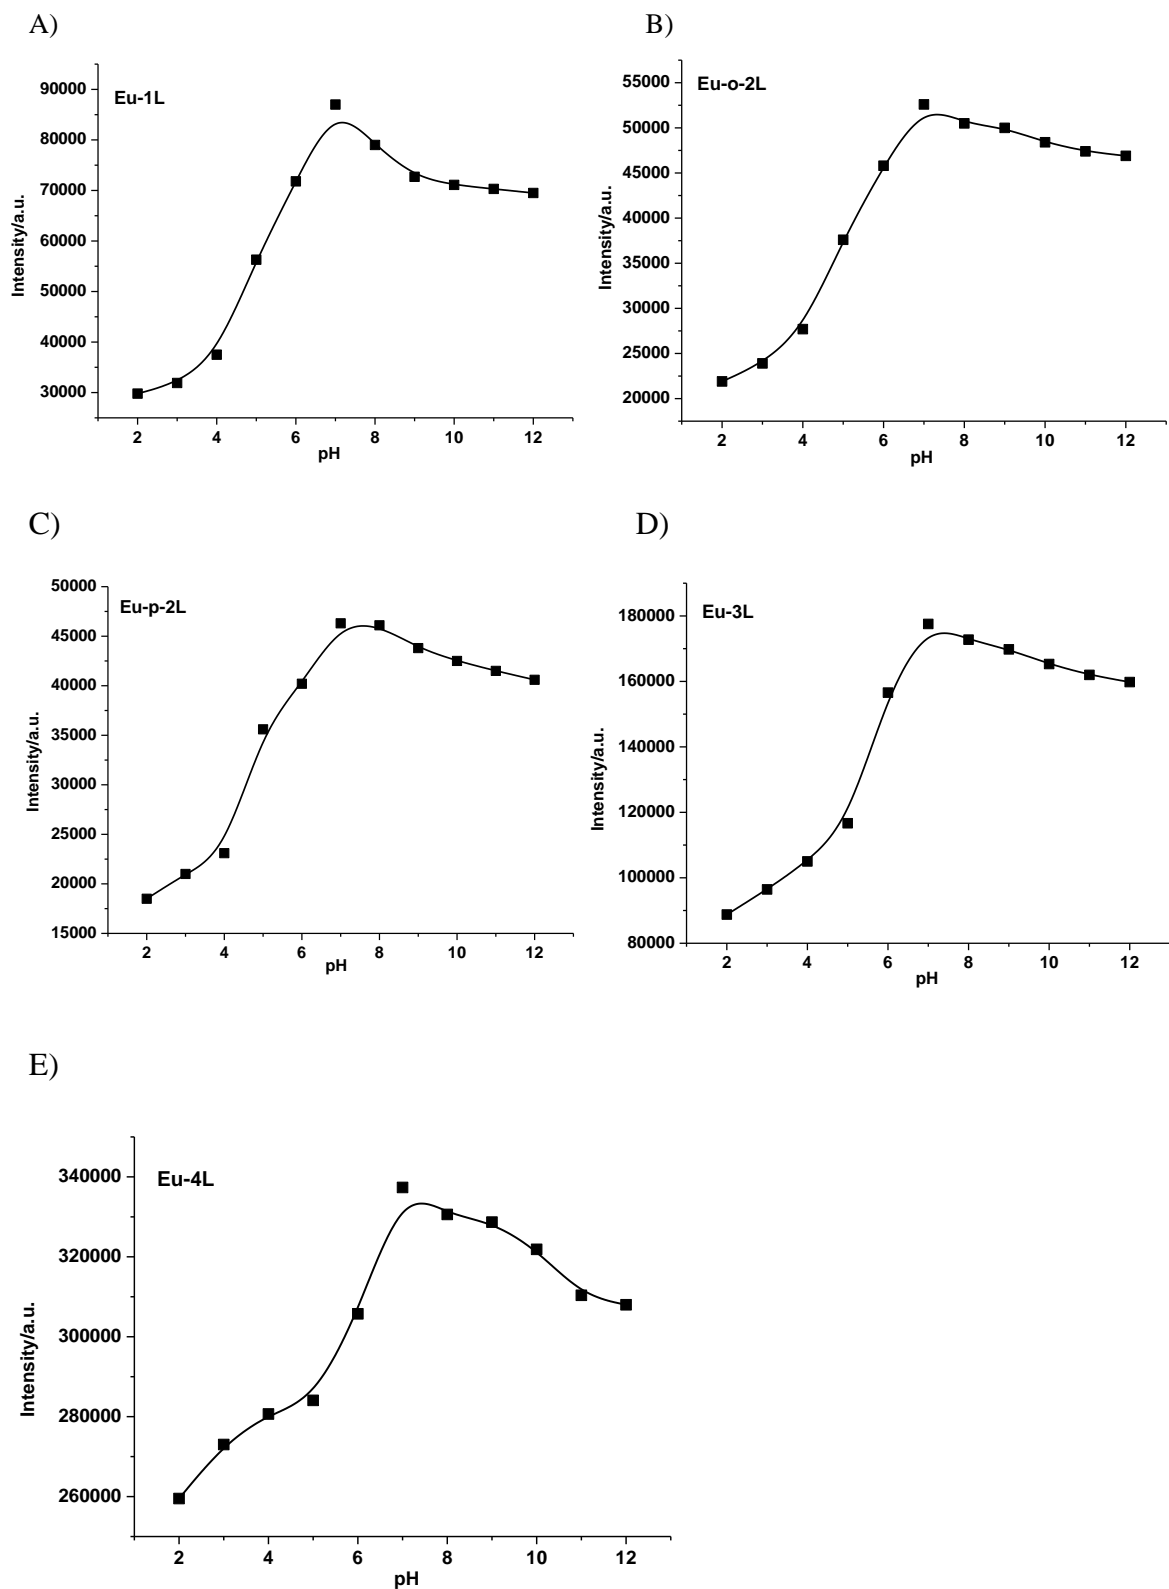 A)
Eu-1L
90000
80000
70000
60000
50000
40000
30000
Intensity/a.u.
2 4 6 8 10 12
pH
B)
Eu-o-2L
55000
50000
45000
40000
35000
30000
25000
20000
Intensity/a.u.
2 4 6 8 10 12
pH
C)
Eu-p-2L
50000
45000
40000
35000
30000
25000
20000
15000
Intensity/a.u.
2 4 6 8 10 12
pH
D)
Eu-3L
180000
160000
140000
120000
100000
80000
Intensity/a.u.
2 4 6 8 10 12
pH
E)
Eu-4L
340000
320000
300000
280000
260000
Intensity/a.u.
2 4 6 8 10 12
pH